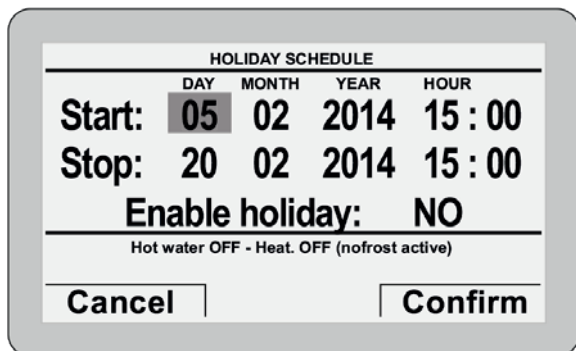 HOLIDAY SCHEDULE
DAY MONTH YEAR HOUR
Start: 05 02 2014 15 : 00
Stop: 20 02 2014 15 : 00
Enable holiday: NO
Hot water OFF - Heat. OFF (nofrost active)
Cancel Confirm